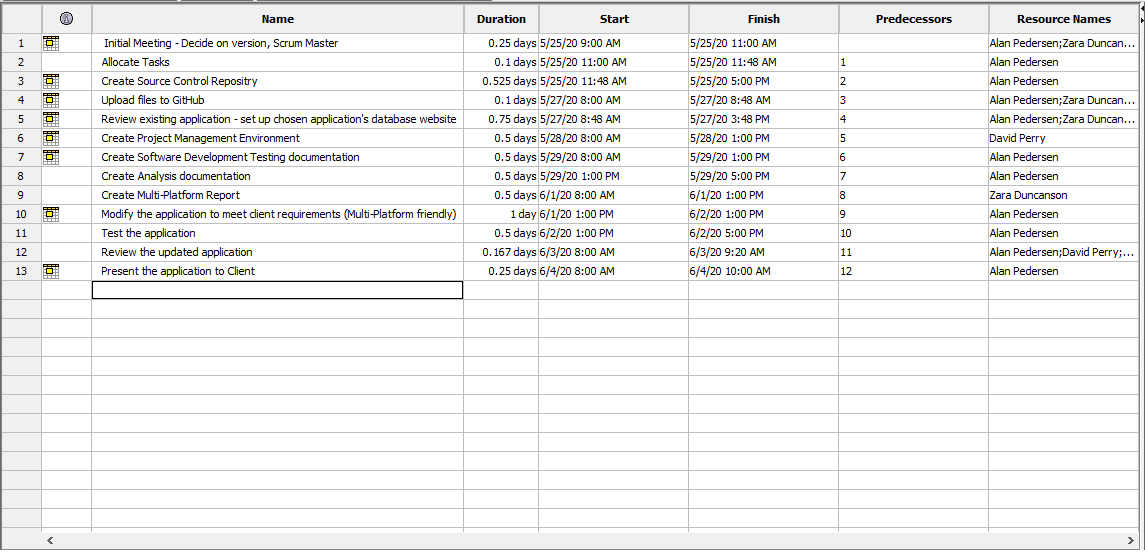 Name Duration Start Finish Predecessors Resource Names
1 Initial Meeting - Decide on version, Scrum Master 0.25 days 5/25/20 9:00 AM 5/25/20 11:00 AM Alan Pedersen;Zara Duncan...
2 Allocate Tasks 0.1 days 5/25/20 11:00 AM 5/25/20 11:48 AM 1 Alan Pedersen
3 Create Source Control Repositry 0.525 days 5/25/20 11:48 AM 5/25/20 5:00 PM 2 Alan Pedersen
4 Upload files to GitHub 0.1 days 5/27/20 8:00 AM 5/27/20 8:48 AM 3 Alan Pedersen;Zara Duncan...
5 Review existing application - set up chosen application's database website 0.75 days 5/27/20 8:48 AM 5/27/20 3:48 PM 4 Alan Pedersen;Zara Duncan...
6 Create Project Management Environment 0.5 days 5/28/20 8:00 AM 5/28/20 1:00 PM 5 David Perry
7 Create Software Development Testing documentation 0.5 days 5/29/20 8:00 AM 5/29/20 1:00 PM 6 Alan Pedersen
8 Create Analysis documentation 0.5 days 5/29/20 1:00 PM 5/29/20 5:00 PM 7 Alan Pedersen
9 Create Multi-Platform Report 0.5 days 6/1/20 8:00 AM 6/1/20 1:00 PM 8 Zara Duncanson
10 Modify the application to meet client requirements (Multi-Platform friendly) 1 day 6/1/20 1:00 PM 6/2/20 1:00 PM 9 Alan Pedersen
11 Test the application 0.5 days 6/2/20 1:00 PM 6/2/20 5:00 PM 10 Alan Pedersen
12 Review the updated application 0.167 days 6/3/20 8:00 AM 6/3/20 9:20 AM 11 Alan Pedersen;David Perry;...
13 Present the application to Client 0.25 days 6/4/20 8:00 AM 6/4/20 10:00 AM 12 Alan Pedersen